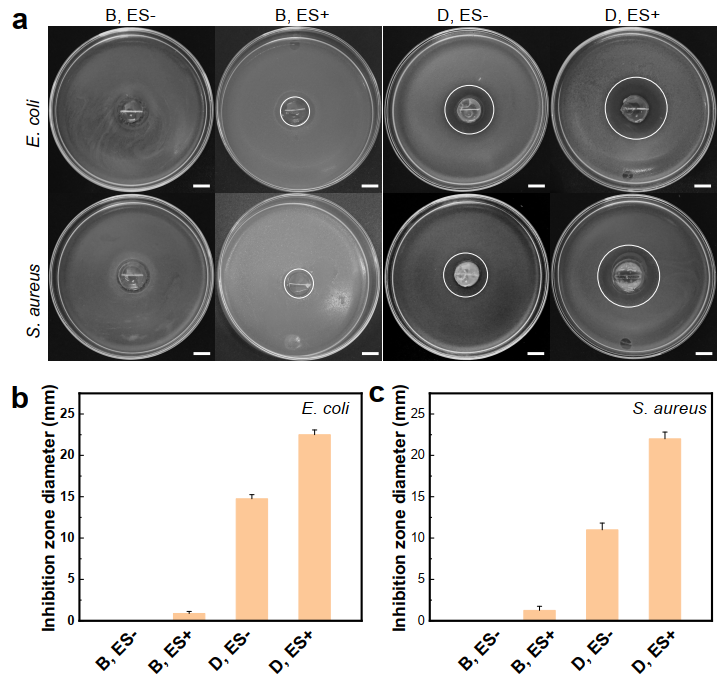 a
B, ES-
B, ES+
D, ES-
D, ES+
E. coli
S. aureus
b
Inhibition zone diameter (mm)
25
20
15
10
5
0
E. coli
B, ES-
B, ES+
D, ES-
D, ES+
c
Inhibition zone diameter (mm)
25
20
15
10
5
0
S. aureus
B, ES-
B, ES+
D, ES-
D, ES+